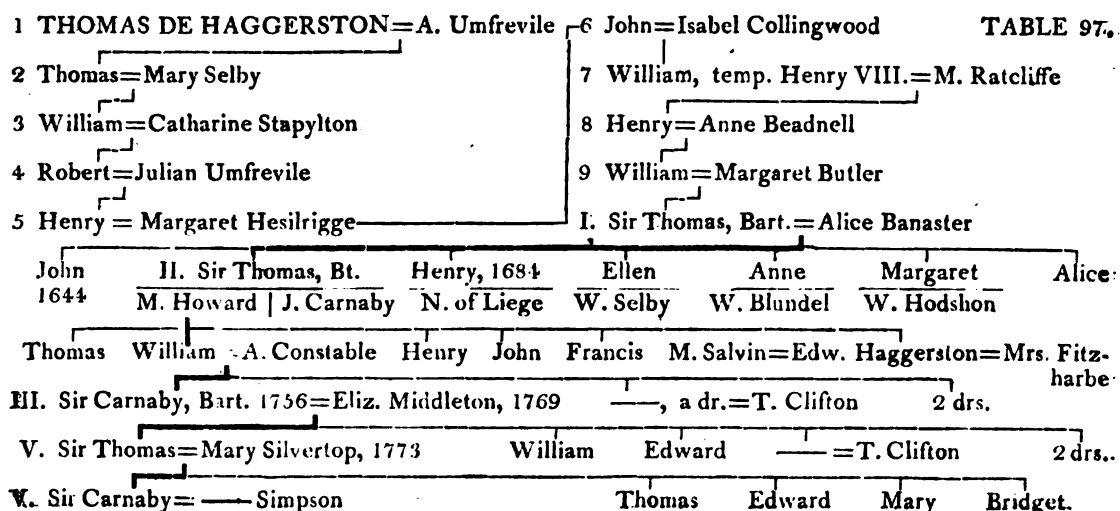 1 THOMAS DE HAGGERSTON=A. Umfrevile 6 John=Isabel Collingwood TABLE 97.
2 Thomas=Mary Selby 7 William, temp. Henry VIII.=M. Ratcliffe
3 William=Catharine Stapylton 8 Henry=Anne Beadnell
4 Robert=Julian Umfrevile 9 William=Margaret Butler
5 Henry = Margaret Hesilrigge I. Sir Thomas, Bart.=Alice Banaster
John II. Sir Thomas, Bt. Henry, 1684 Ellen Anne Margaret Alice
1644 M. Howard | J. Carnaby N. of Liege W. Selby W. Blundel W. Hodshon
Thomas William - A. Constable Henry John Francis M. Salvin=Edw. Haggerston=Mrs. Fitz-
harbe
III. Sir Carnaby, Bart. 1756=Eliz. Middleton, 1769 ——, a dr.=T. Clifton 2 drs.
V. Sir Thomas=Mary Silvertop, 1773 William Edward —— =T. Clifton 2 drs..
V. Sir Carnaby= —— Simpson Thomas Edward Mary Bridget.